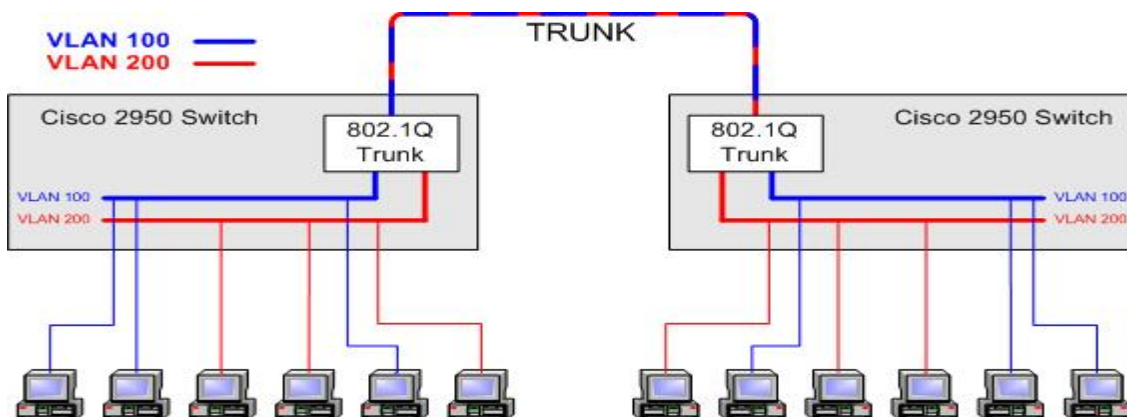 TRUNK
VLAN 100
VLAN 200
Cisco 2950 Switch
802.1Q
Trunk
VLAN 100
VLAN 200
802.1Q
Trunk
Cisco 2950 Switch
VLAN 100
VLAN 200